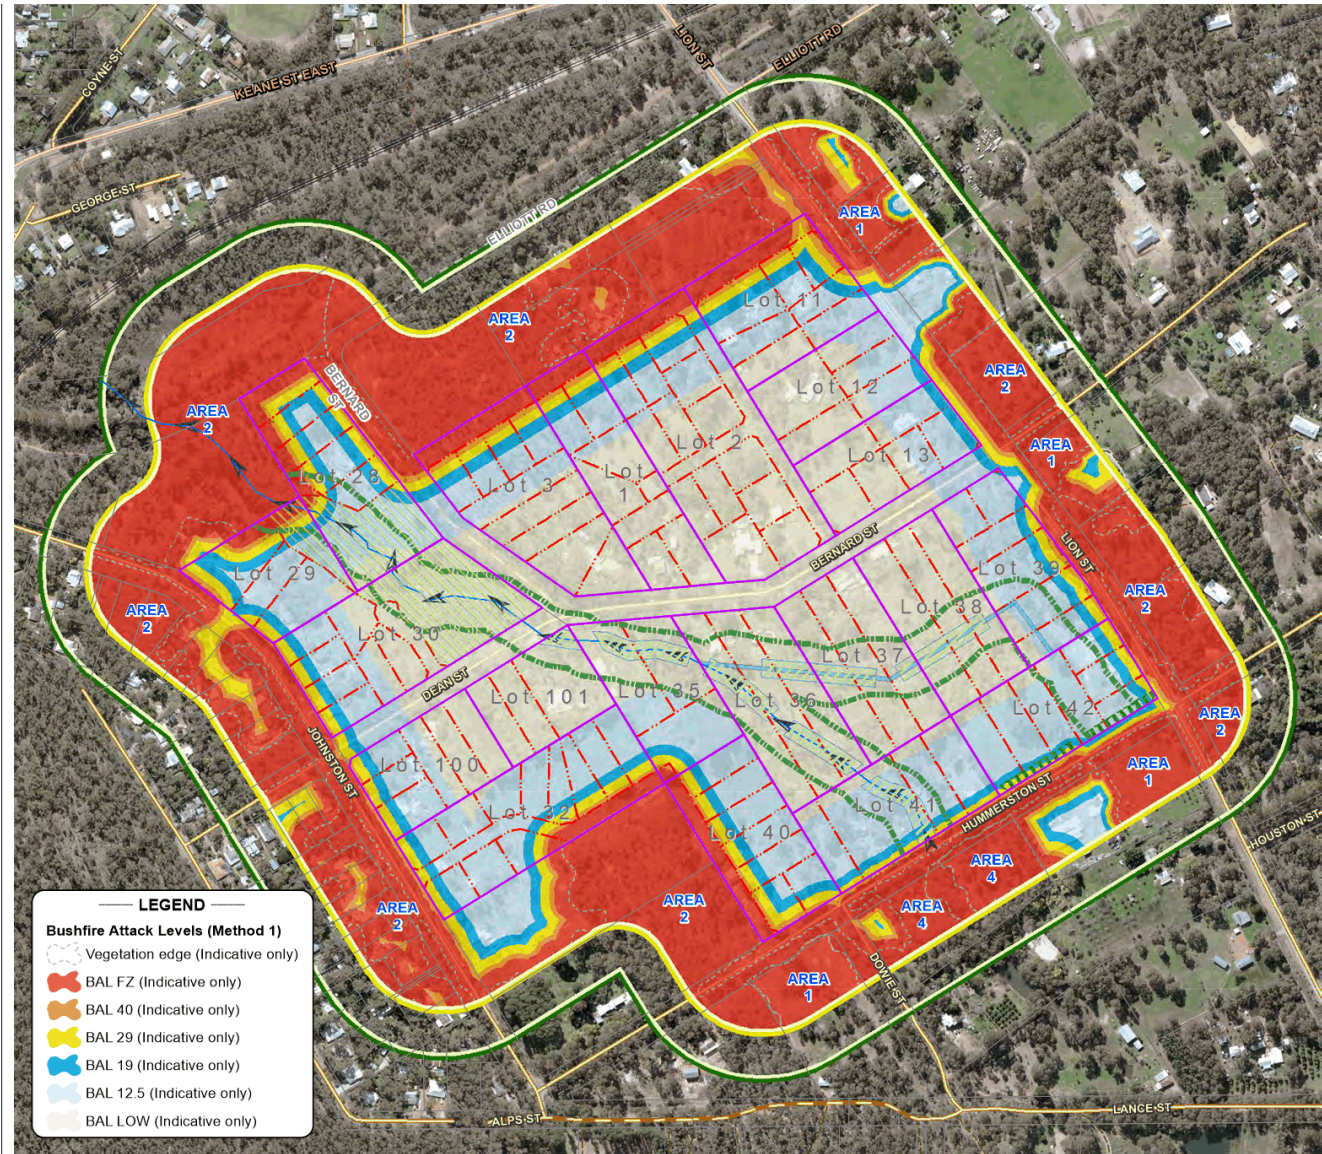 LION ST
ELLIOTT RD
COYNE ST
KEANE ST EAST
GEORGE ST
ELLIOTT RD
AREA
1
AREA
2
Lot 11
AREA
2
BERNARD
ST
Lot 12
AREA
2
Lot 2
AREA
1
Lot 13
Lot
1
Lot 3
Lot 28
BERNARD ST
LION ST
Lot 29
Lot 39
AREA
2
AREA
2
Lot 38
Lot 30
Lot 37
DEAN ST
Lot 101
Lot 35
Lot 36
Lot 42
AREA
2
JOHNSTON ST
Lot 100
AREA
1
Lot 32
Lot 41
HUMMERSTON ST
Lot 40
HOUSTON ST
AREA
4
AREA
2
AREA
2
AREA
4
AREA
1
DOWIE ST
ALPS ST
LANCE ST
LEGEND
Bushfire Attack Levels (Method 1)
Vegetation edge (Indicative only)
BAL FZ (Indicative only)
BAL 40 (Indicative only)
BAL 29 (Indicative only)
BAL 19 (Indicative only)
BAL 12.5 (Indicative only)
BAL LOW (Indicative only)